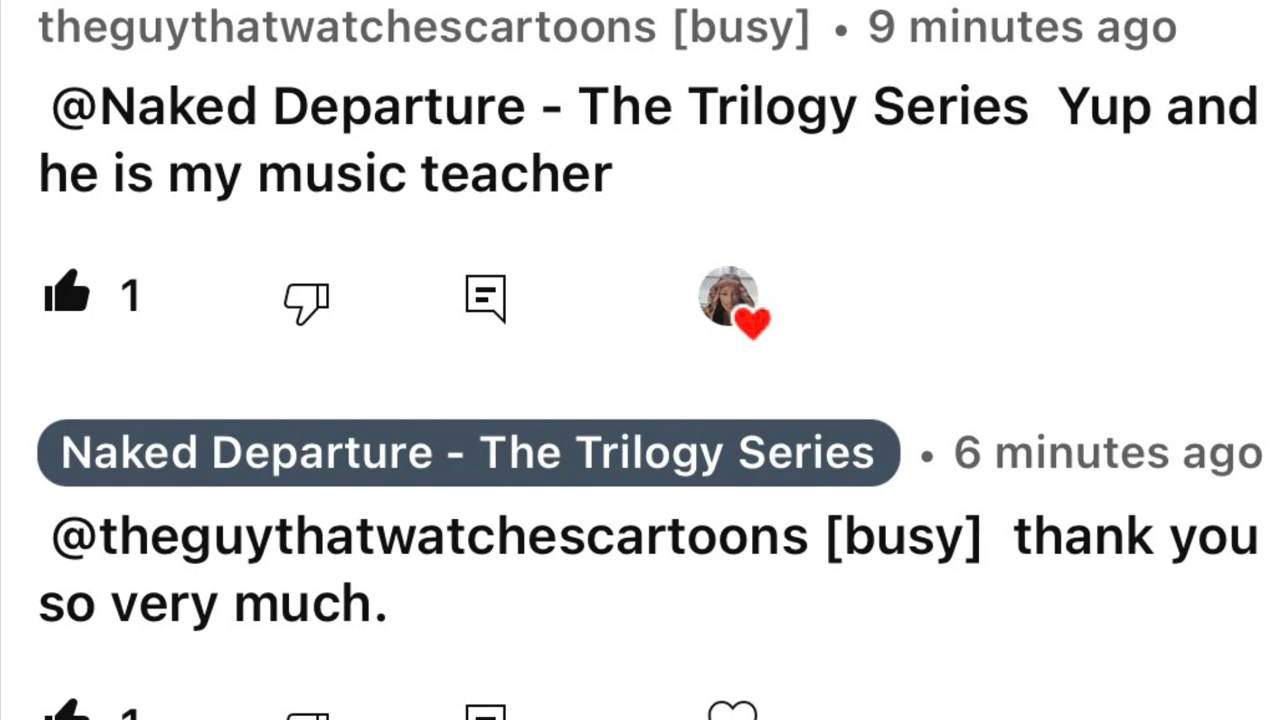 theguythatwatchescartoons [busy] • 9 minutes ago
@Naked Departure - The Trilogy Series Yup and
he is my music teacher
1
Naked Departure - The Trilogy Series • 6 minutes ago
@theguythatwatchescartoons [busy] thank you
so very much.
1